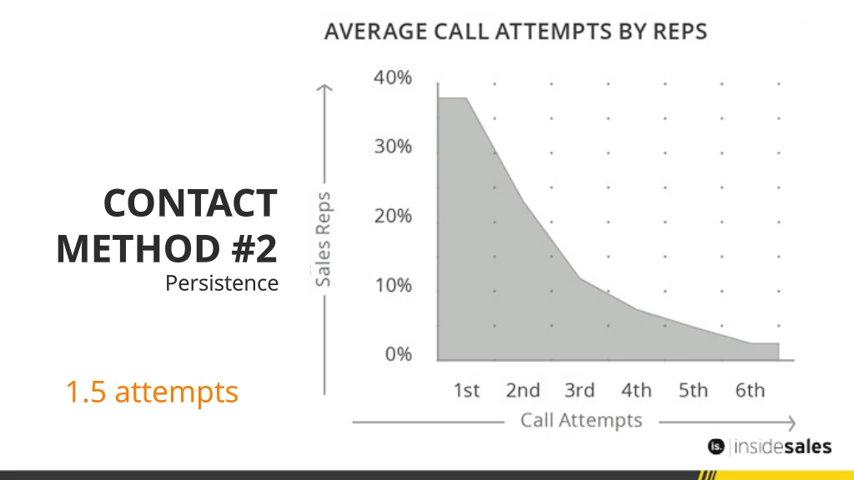 AVERAGE CALL ATTEMPTS BY REPS
CONTACT
METHOD #2
Persistence
1.5 attempts
Sales Reps
40%
30%
20%
10%
0%
1st 2nd 3rd 4th 5th 6th
Call Attempts
is. insidesales